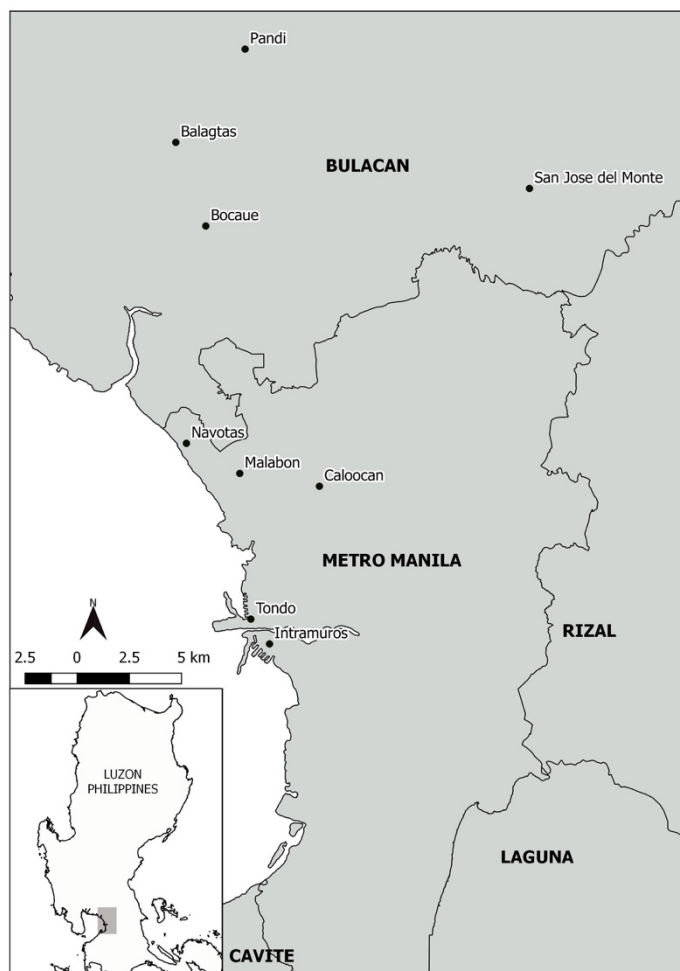 Pandi
Balagtas
BULACAN
San Jose del Monte
Bocaue
Navotas
Malabon
Caloocan
METRO MANILA
N
Tondo
Intramuros
RIZAL
2.5 0 2.5 5 km
LUZON
PHILIPPINES
LAGUNA
CAVITE